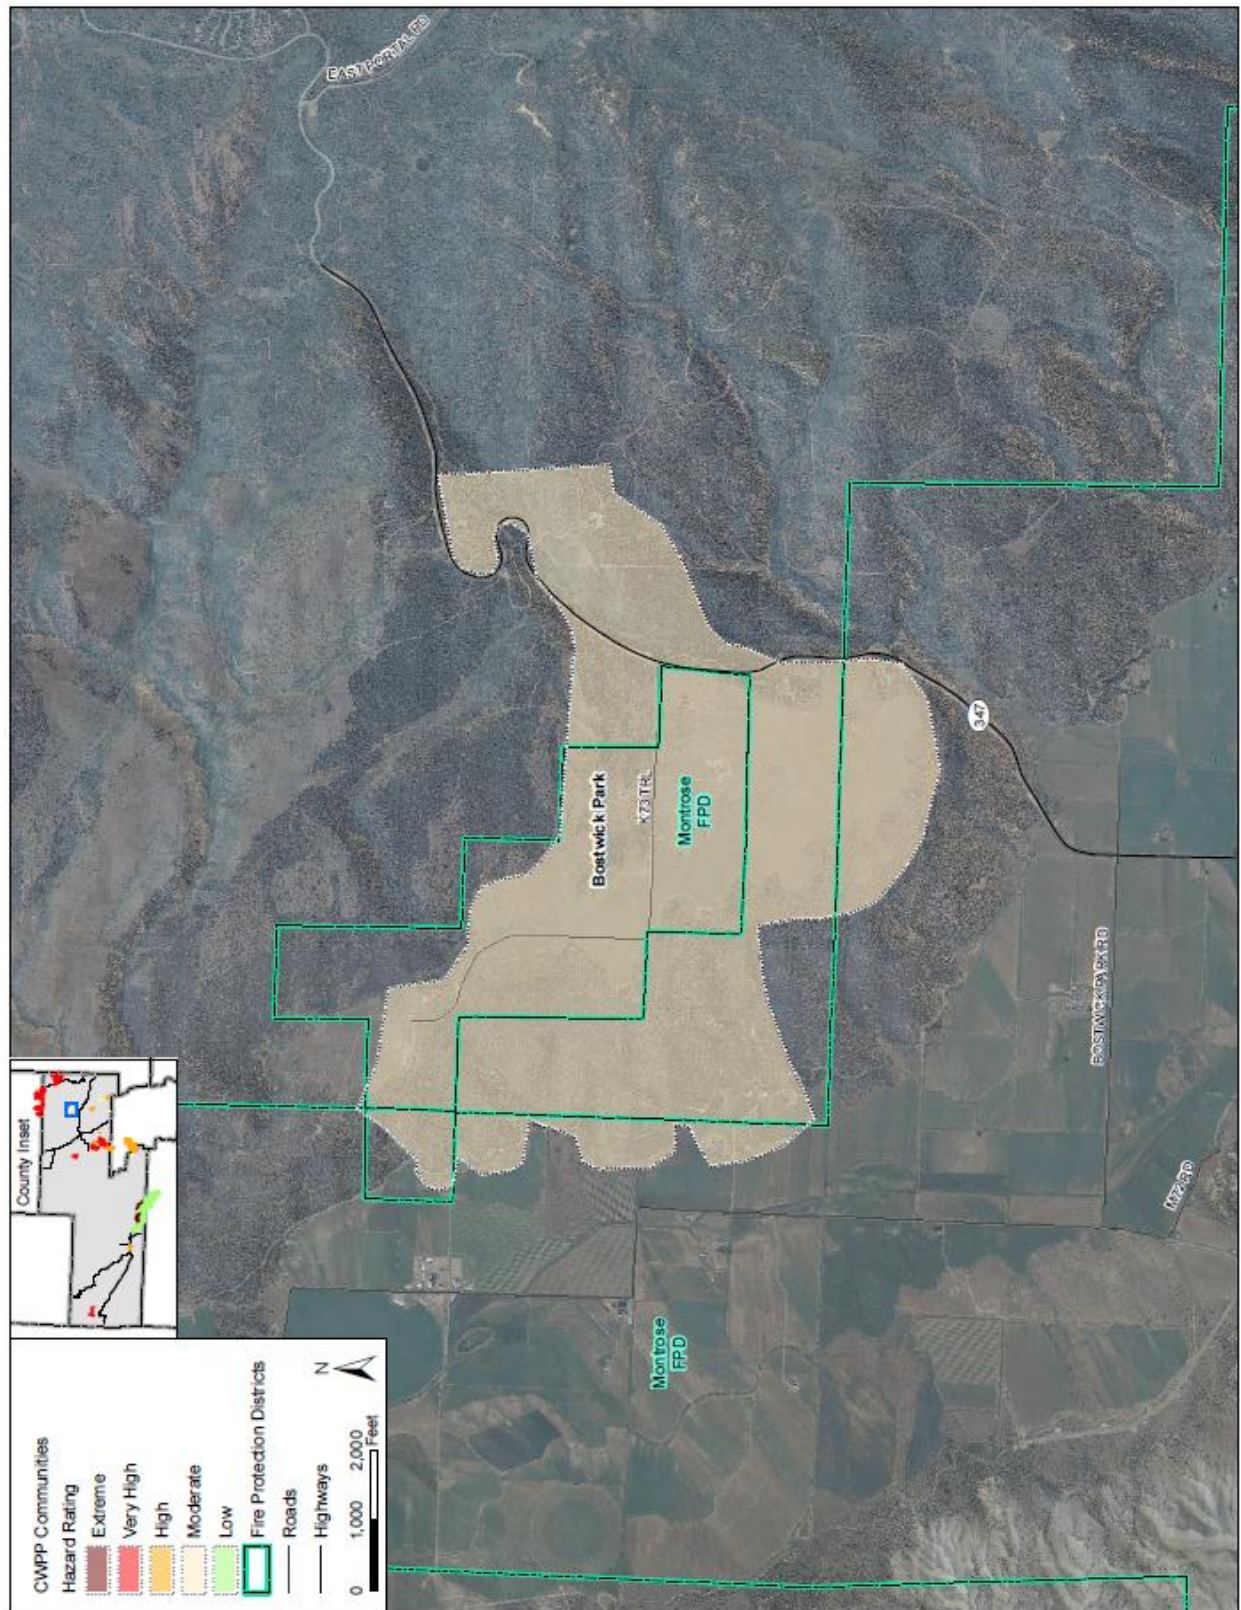 CWPP Communities
Hazard Rating
Extreme
Very High
High
Moderate
Low
Fire Protection Districts
Roads
Highways
0 1,000 2,000
Feet
N
County Inset
EAST PORTAL RD
Bostwick Park
K73 TRL
Montrose
FPD
347
BOSTWICK PARK RD
M72 RD
Montrose
FPD